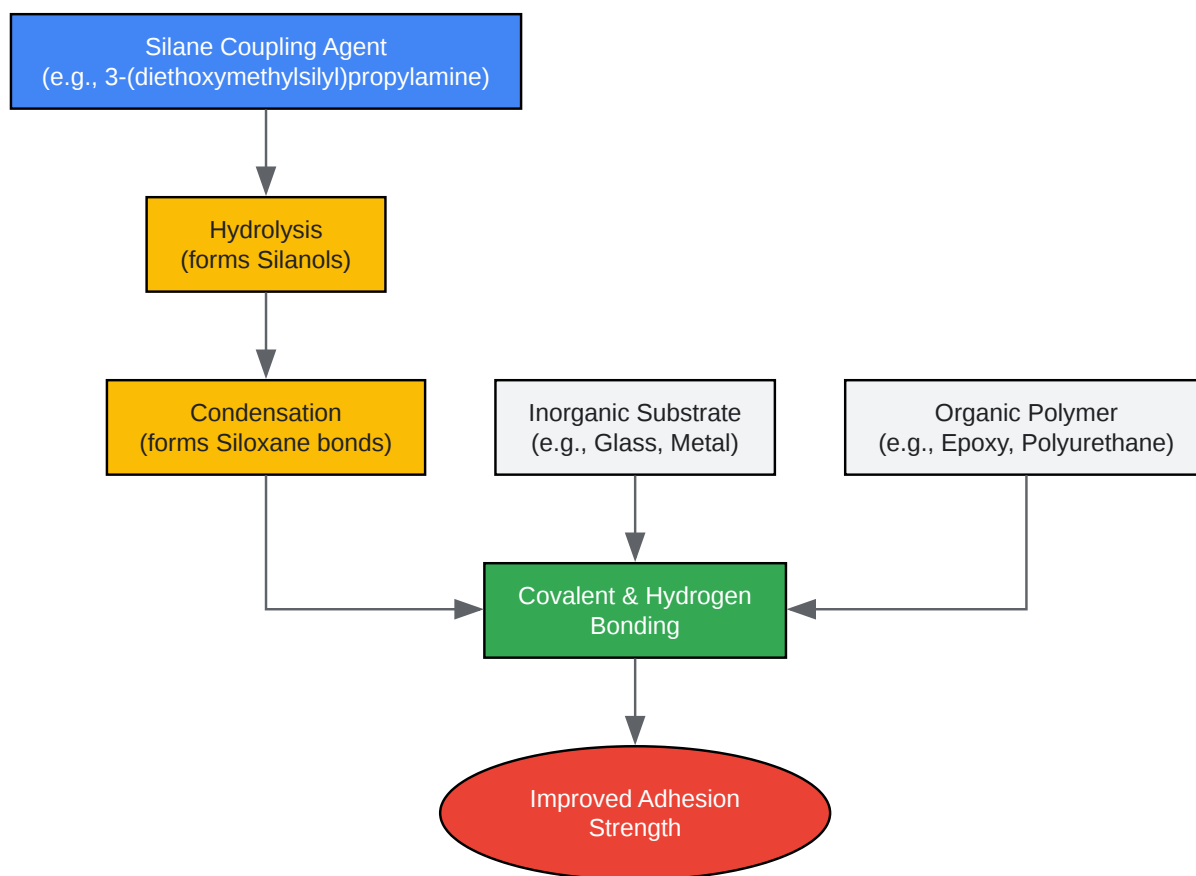 Silane Coupling Agent
(e.g., 3-(diethoxymethylsilyl)propylamine)
Hydrolysis
(forms Silanols)
Condensation
(forms Siloxane bonds)
Inorganic Substrate
(e.g., Glass, Metal)
Organic Polymer
(e.g., Epoxy, Polyurethane)
Covalent & Hydrogen
Bonding
Improved Adhesion
Strength